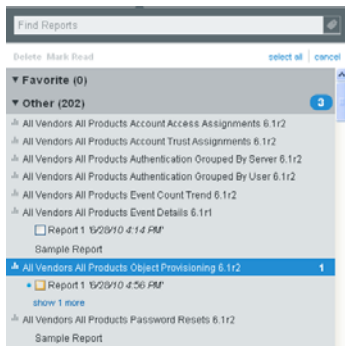 Find Reports
Delete Mark Read select all cancel
Favorite (0)
Other (202) 3
All Vendors All Products Account Access Assignments 6.1r2
All Vendors All Products Account Trust Assignments 6.1r2
All Vendors All Products Authentication Grouped By Server 6.1r2
All Vendors All Products Authentication Grouped By User 6.1r2
All Vendors All Products Event Count Trend 6.1r2
All Vendors All Products Event Details 6.1r1
Report 1 5/28/10 4:14 PM*
Sample Report
All Vendors All Products Object Provisioning 6.1r2 1
Report 1 5/28/10 4:56 PM*
show 1 more
All Vendors All Products Password Resets 6.1r2
Sample Report